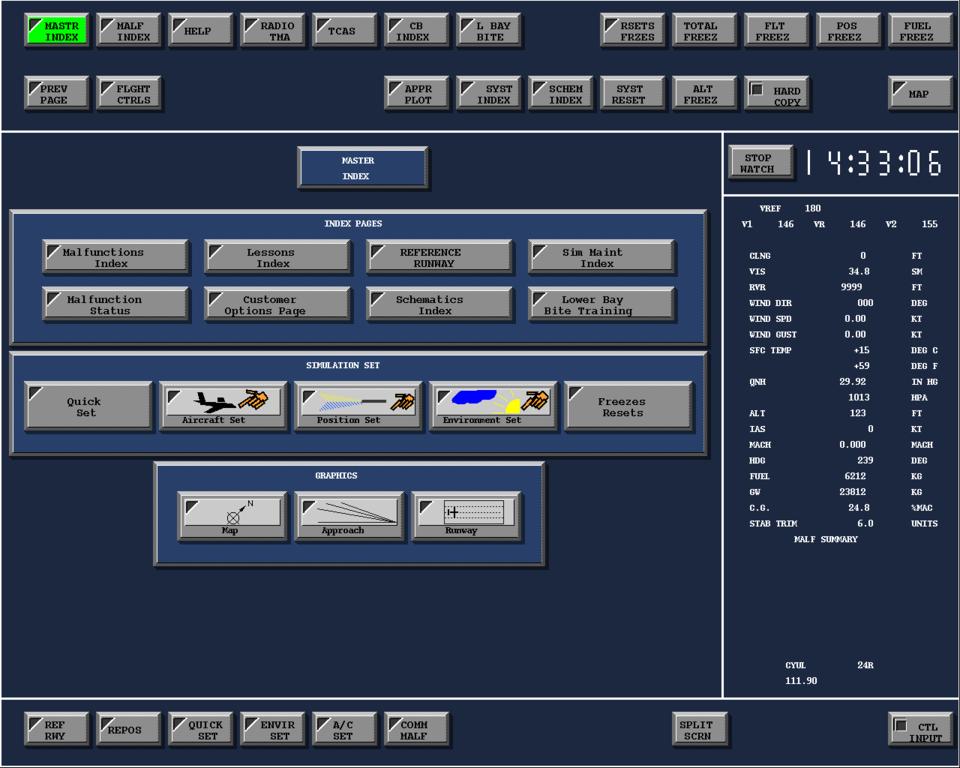 MASTR MALF HELP RADIO TCAS CB L BAY RSETS TOTAL FLT POS FUEL
INDEX INDEX TMA INDEX BITE FRZES FREEZ FREEZ FREEZ FREEZ
PREV FLGHT APPR SYST SCHEM SYST ALT HARD MAP
PAGE CTRLS PLOT INDEX INDEX RESET FREEZ COPY
MASTER
INDEX
STOP
WATCH
14:33:06
INDEX PAGES
Malfunctions Lessons REFERENCE Sim Maint
Index Index RUNWAY Index
Malfunction Customer Schematics Lower Bay
Status Options Page Index Bite Training
SIMULATION SET
Quick
Set
Aircraft Set
Position Set
Environment Set
Freezes
Resets
GRAPHICS
N
Map
Approach
Runway
VREF 180
V1 146 VR 146 V2 155
CLNG 0 FT
VIS 34.8 SM
RVR 9999 FT
WIND DIR 000 DEG
WIND SPD 0.00 KT
WIND GUST 0.00 KT
SFC TEMP +15 DEG C
+59 DEG F
QNH 29.92 IN HG
1013 HPA
ALT 123 FT
IAS 0 KT
MACH 0.000 MACH
HDG 239 DEG
FUEL 6212 KG
GW 23812 KG
C.G. 24.8 %MAC
STAB TRIM 6.0 UNITS
MALF SUMMARY
CYUL 24R
111.90
REF REPOS QUICK ENVIR A/C COMM SPLIT CTL
RWY SET SET SET MALF SCRN INPUT